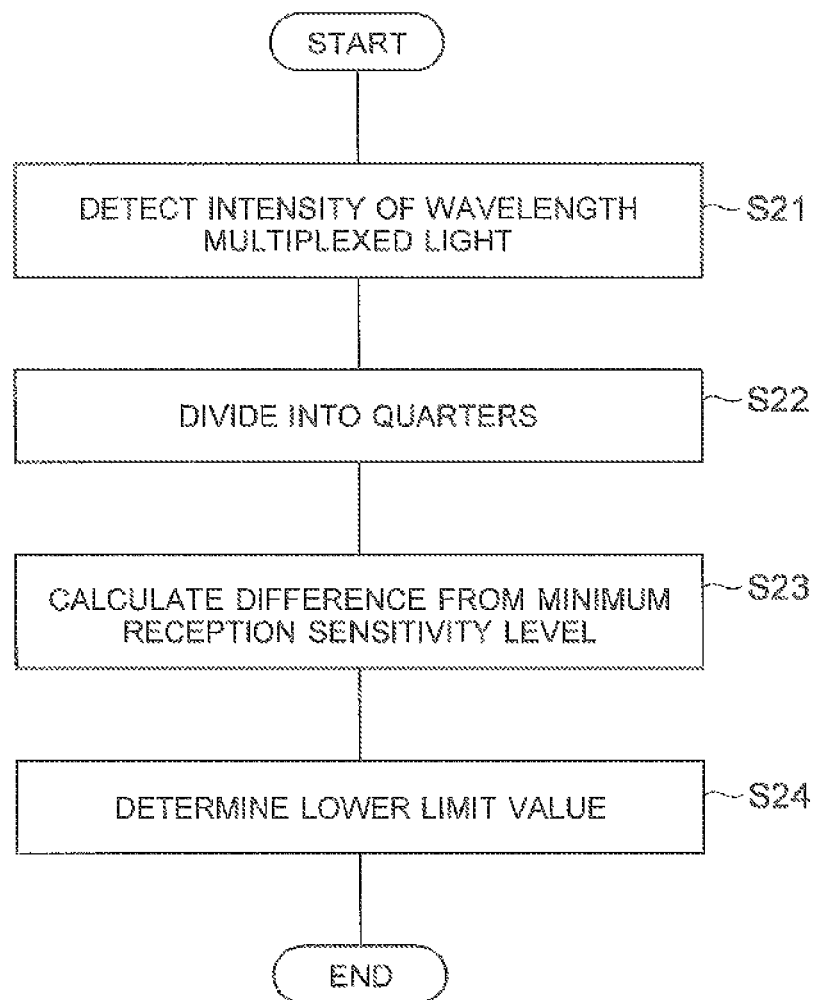 START
DETECT INTENSITY OF WAVELENGTH
MULTIPLEXED LIGHT
S21
DIVIDE INTO QUARTERS
S22
CALCULATE DIFFERENCE FROM MINIMUM
RECEPTION SENSITIVITY LEVEL
S23
DETERMINE LOWER LIMIT VALUE
S24
END